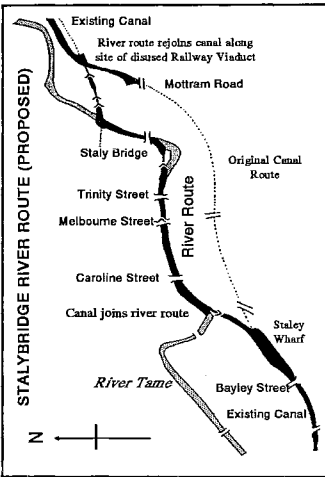 Existing Canal
River route rejoins canal along
site of disused Railway Viaduct
Mottram Road
Staly Bridge
Original Canal
Route
Trinity Street
River Route
Melbourne Street
Caroline Street
Canal joins river route
Staley
Wharf
River Tame
Bayley Street
Existing Canal
STALYBRIDGE RIVER ROUTE (PROPOSED)
N